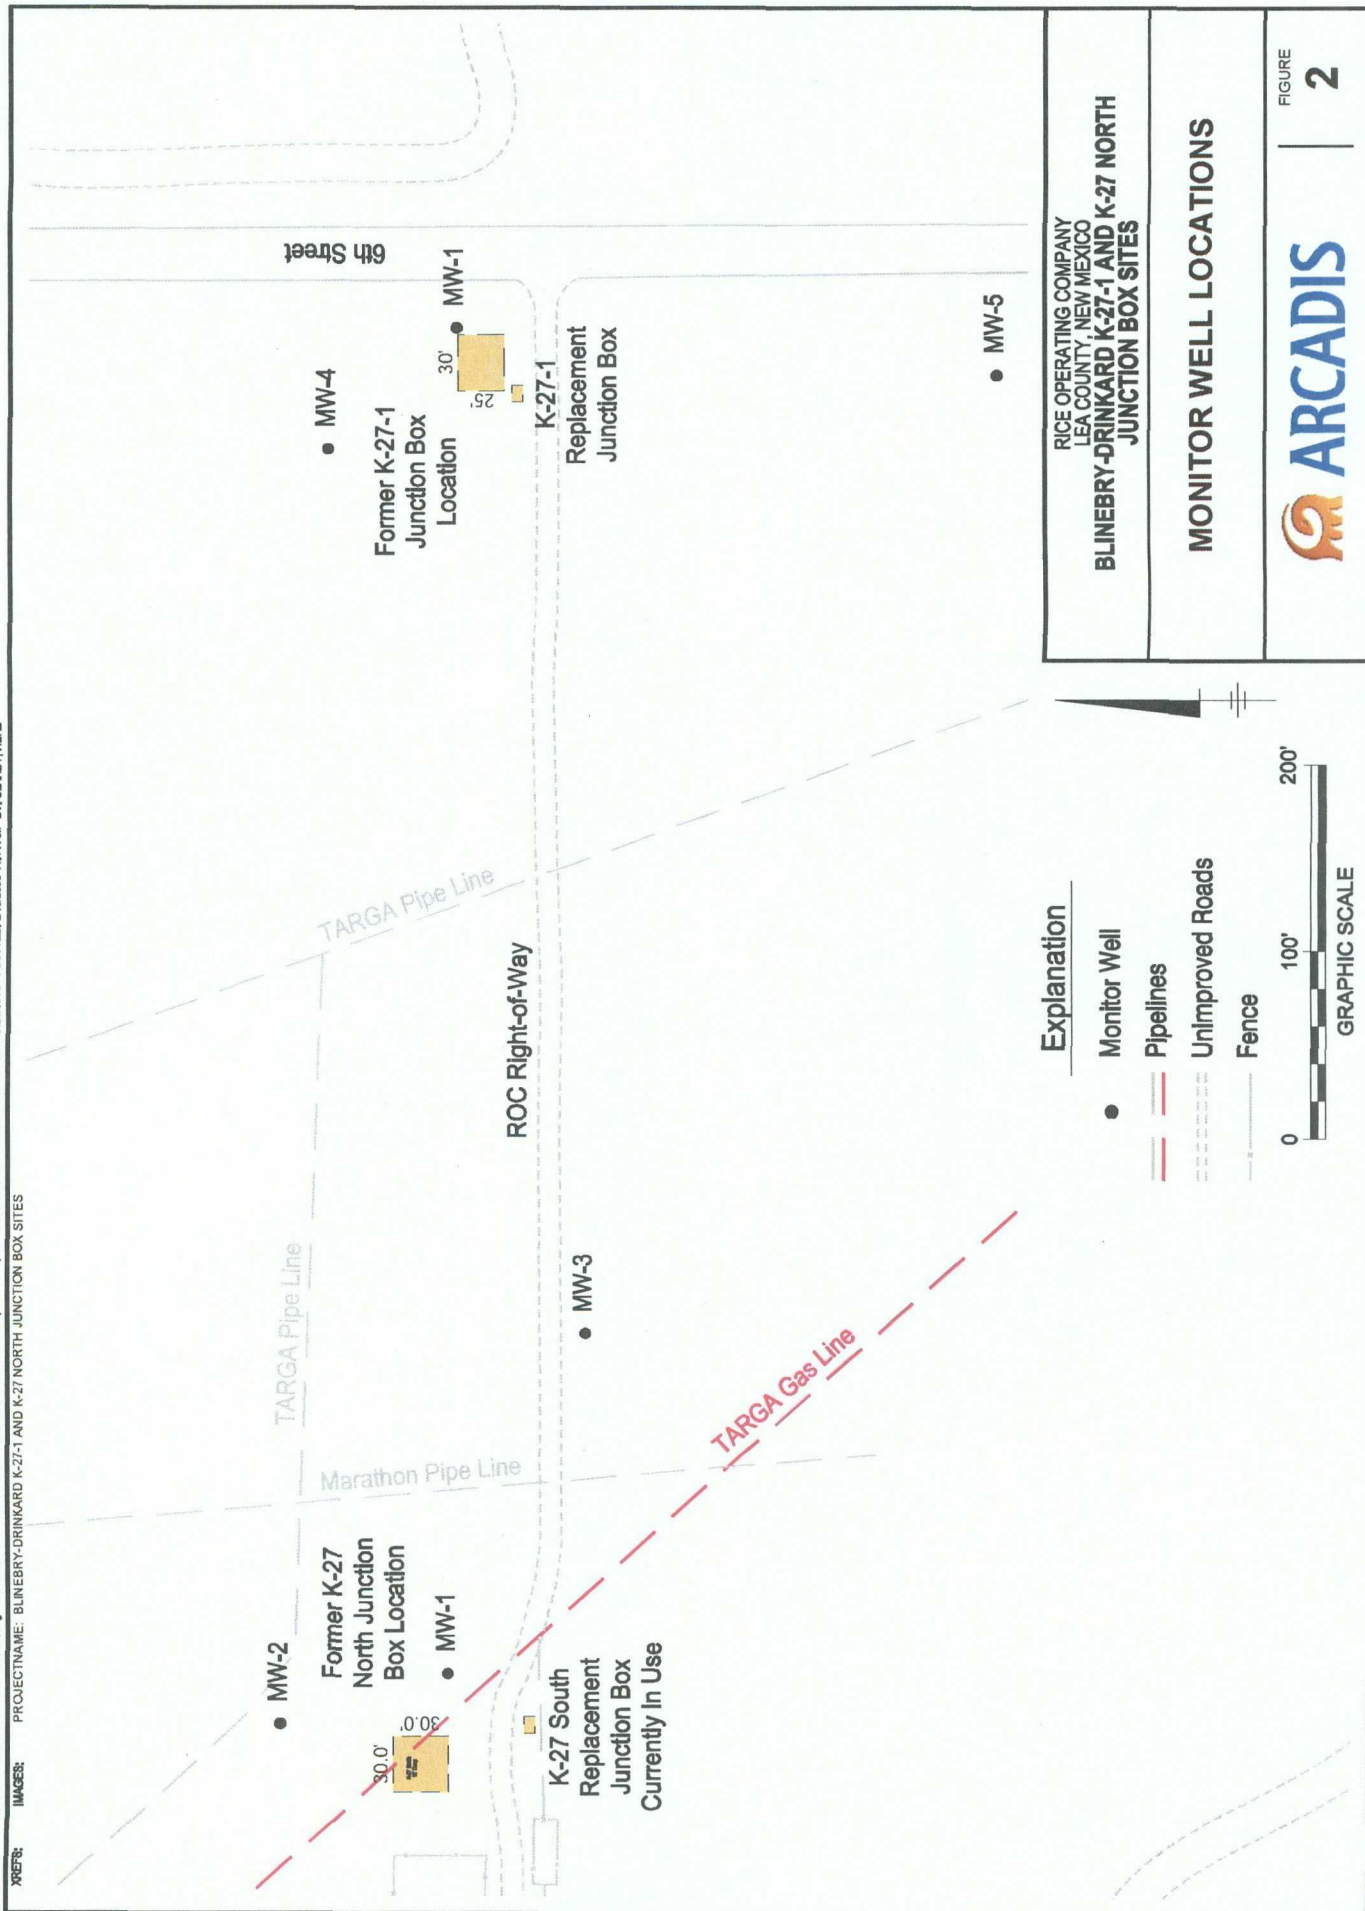 XREFS:
IMAGES:
PROJECTNAME: BLINEBRY-DRINKARD K-27-1 AND K-27 NORTH JUNCTION BOX SITES
MW-2
Former K-27
North Junction
Box Location
MW-1
30.0'
30.0'
K-27 South
Replacement
Junction Box
Currently In Use
Marathon Pipe Line
TARGA Pipe Line
TARGA Gas Line
MW-3
ROC Right-of-Way
TARGA Pipe Line
MW-4
Former K-27-1
Junction Box
Location
30'
25'
MW-1
K-27-1
Replacement
Junction Box
6th Street
MW-5
Explanation
Monitor Well
Pipelines
Unimproved Roads
Fence
0 100' 200'
GRAPHIC SCALE
RICE OPERATING COMPANY
LEA COUNTY, NEW MEXICO
BLINEBRY-DRINKARD K-27-1 AND K-27 NORTH
JUNCTION BOX SITES
MONITOR WELL LOCATIONS
ARCADIS
FIGURE
2